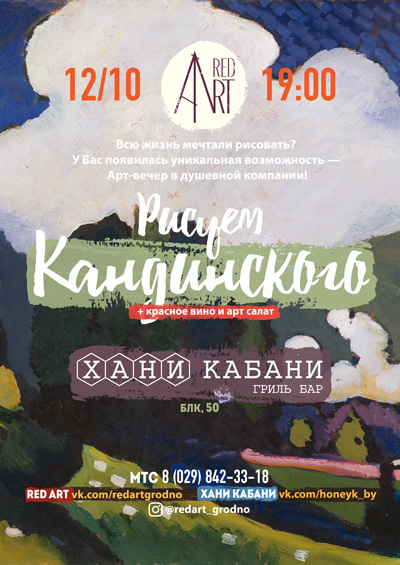 12/10
RED
ART
19:00
Всю жизнь мечтали рисовать?
У Вас появилась уникальная возможность —
Арт-вечер в душевной компании!
Рисуем
Кандинского
+ красное вино и арт салат
ХАНИ КАБАНИ
ГРИЛЬ БАР
БЛК, 50
МТС 8 (029) 842-33-18
RED ART vk.com/redartgrodno ХАНИ КАБАНИ vk.com/honeyk_by
@redart_grodno